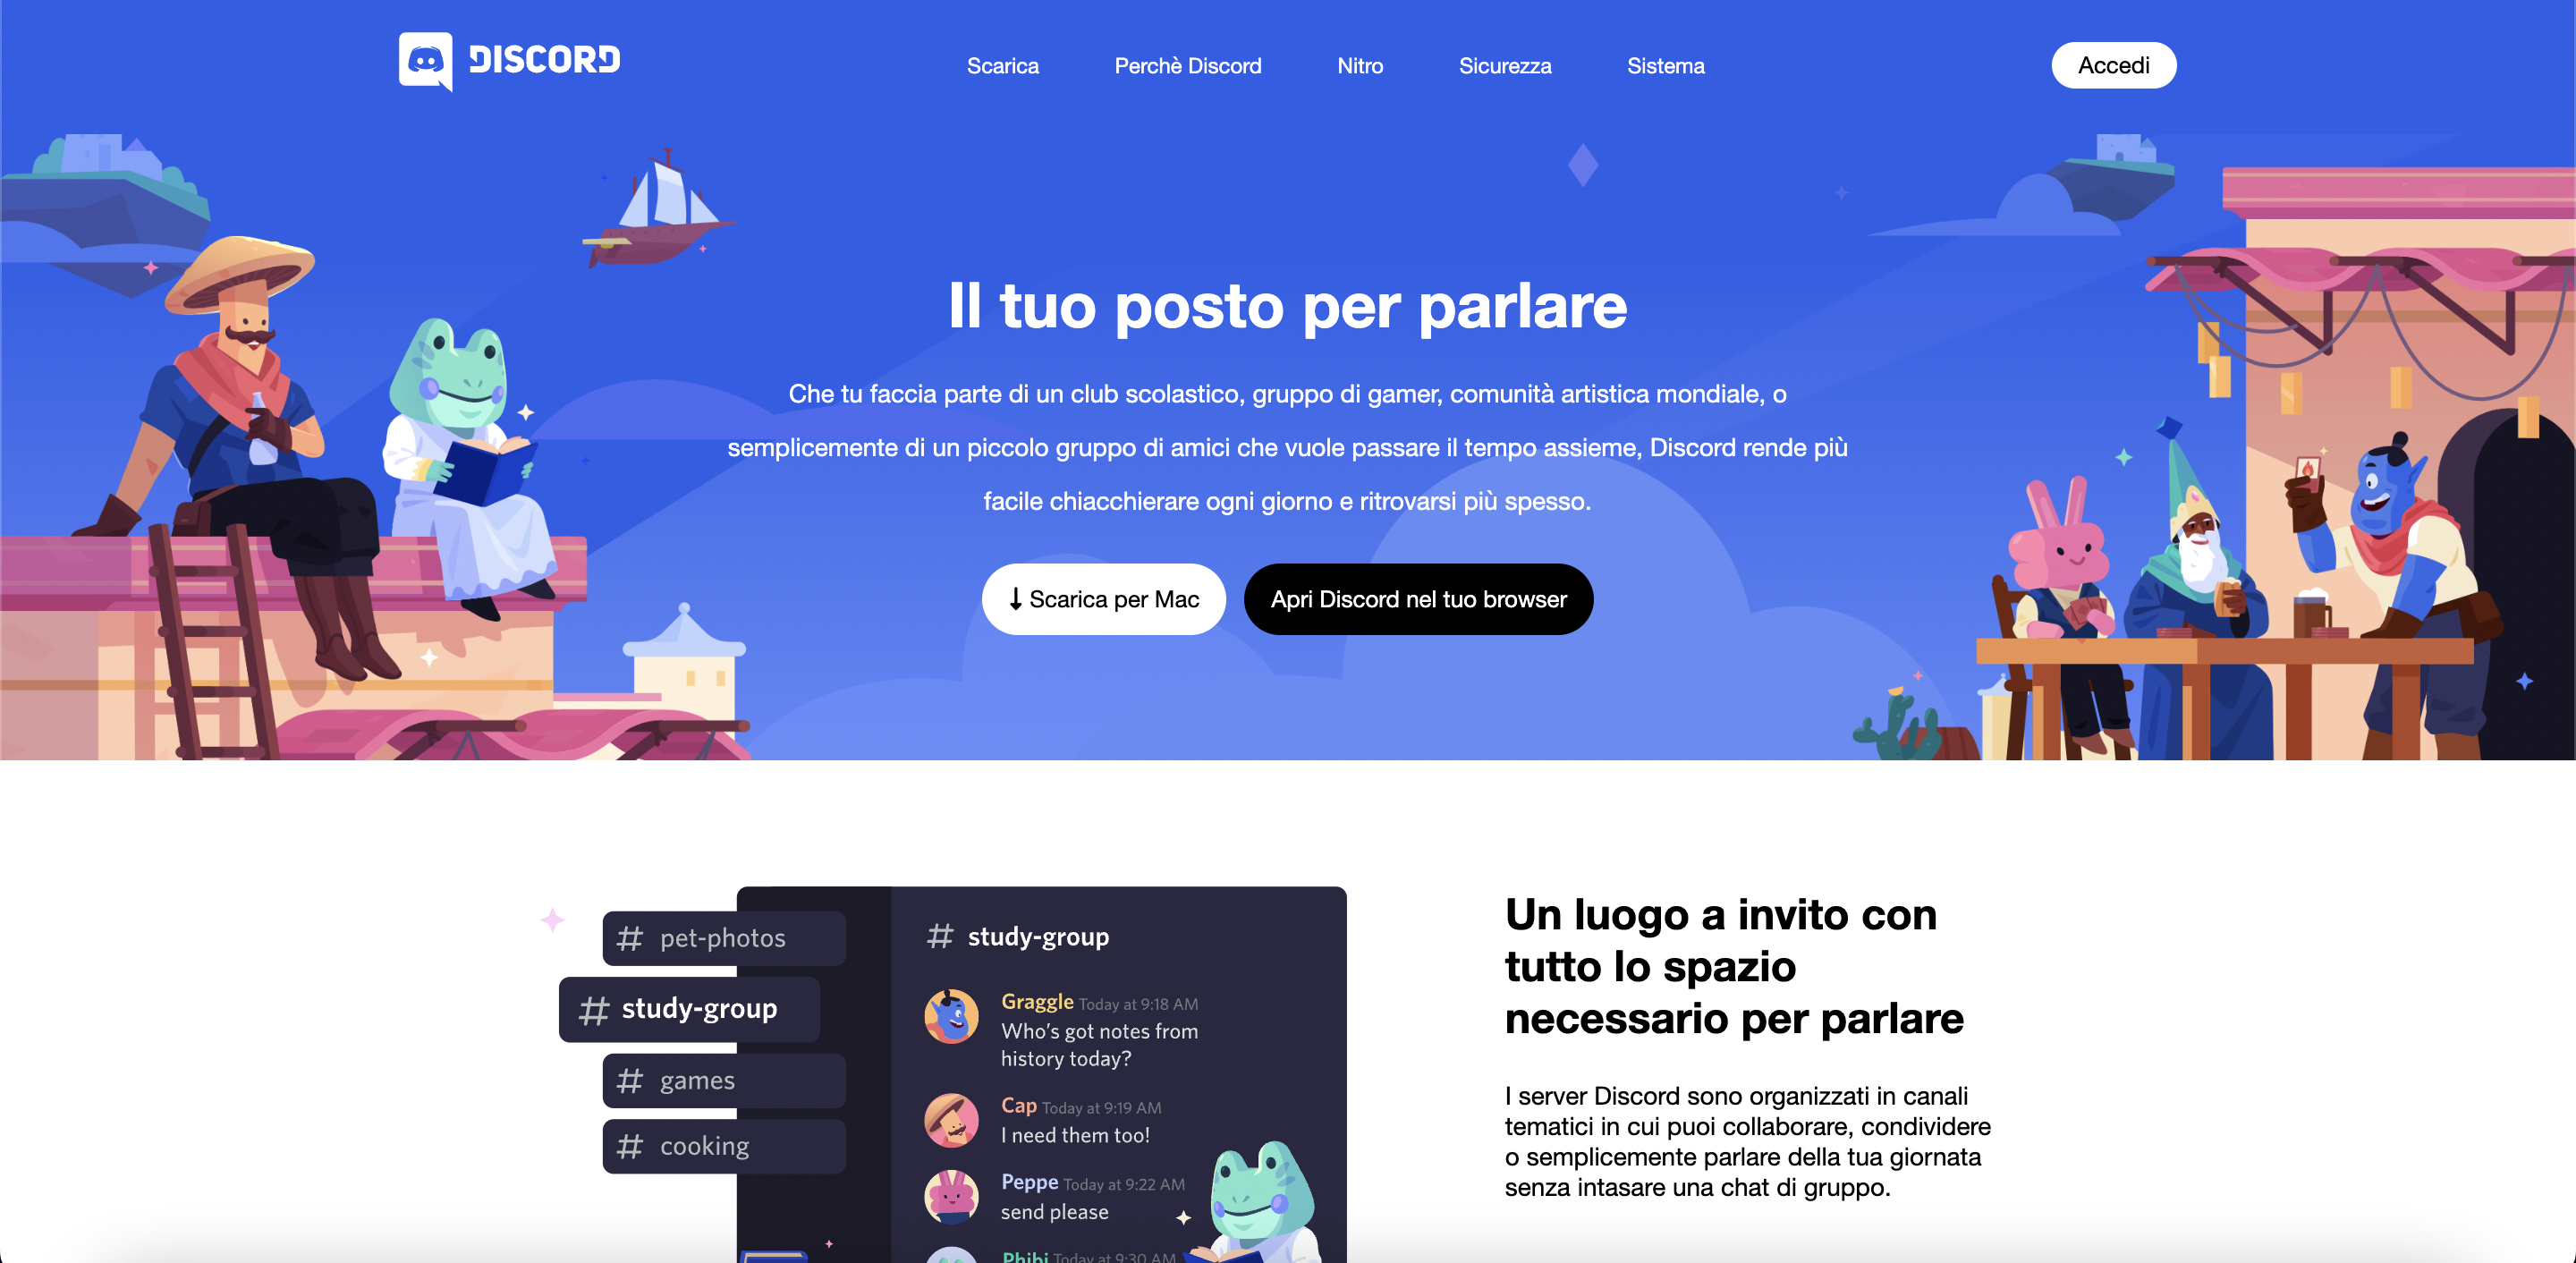 DISCORD
Scarica
Perchè Discord
Nitro
Sicurezza
Sistema
Accedi
Il tuo posto per parlare
Che tu faccia parte di un club scolastico, gruppo di gamer, comunità artistica mondiale, o
semplicemente di un piccolo gruppo di amici che vuole passare il tempo assieme, Discord rende più
facile chiacchierare ogni giorno e ritrovarsi più spesso.
Scarica per Mac
Apri Discord nel tuo browser
# pet-photos
# study-group
# games
# cooking
# study-group
Graggle Today at 9:18 AM
Who's got notes from
history today?
Cap Today at 9:19 AM
I need them too!
Peppe Today at 9:22 AM
send please
Phibi Today at 9:30 AM
Un luogo a invito con
tutto lo spazio
necessario per parlare
I server Discord sono organizzati in canali
tematici in cui puoi collaborare, condividere
o semplicemente parlare della tua giornata
senza intasare una chat di gruppo.